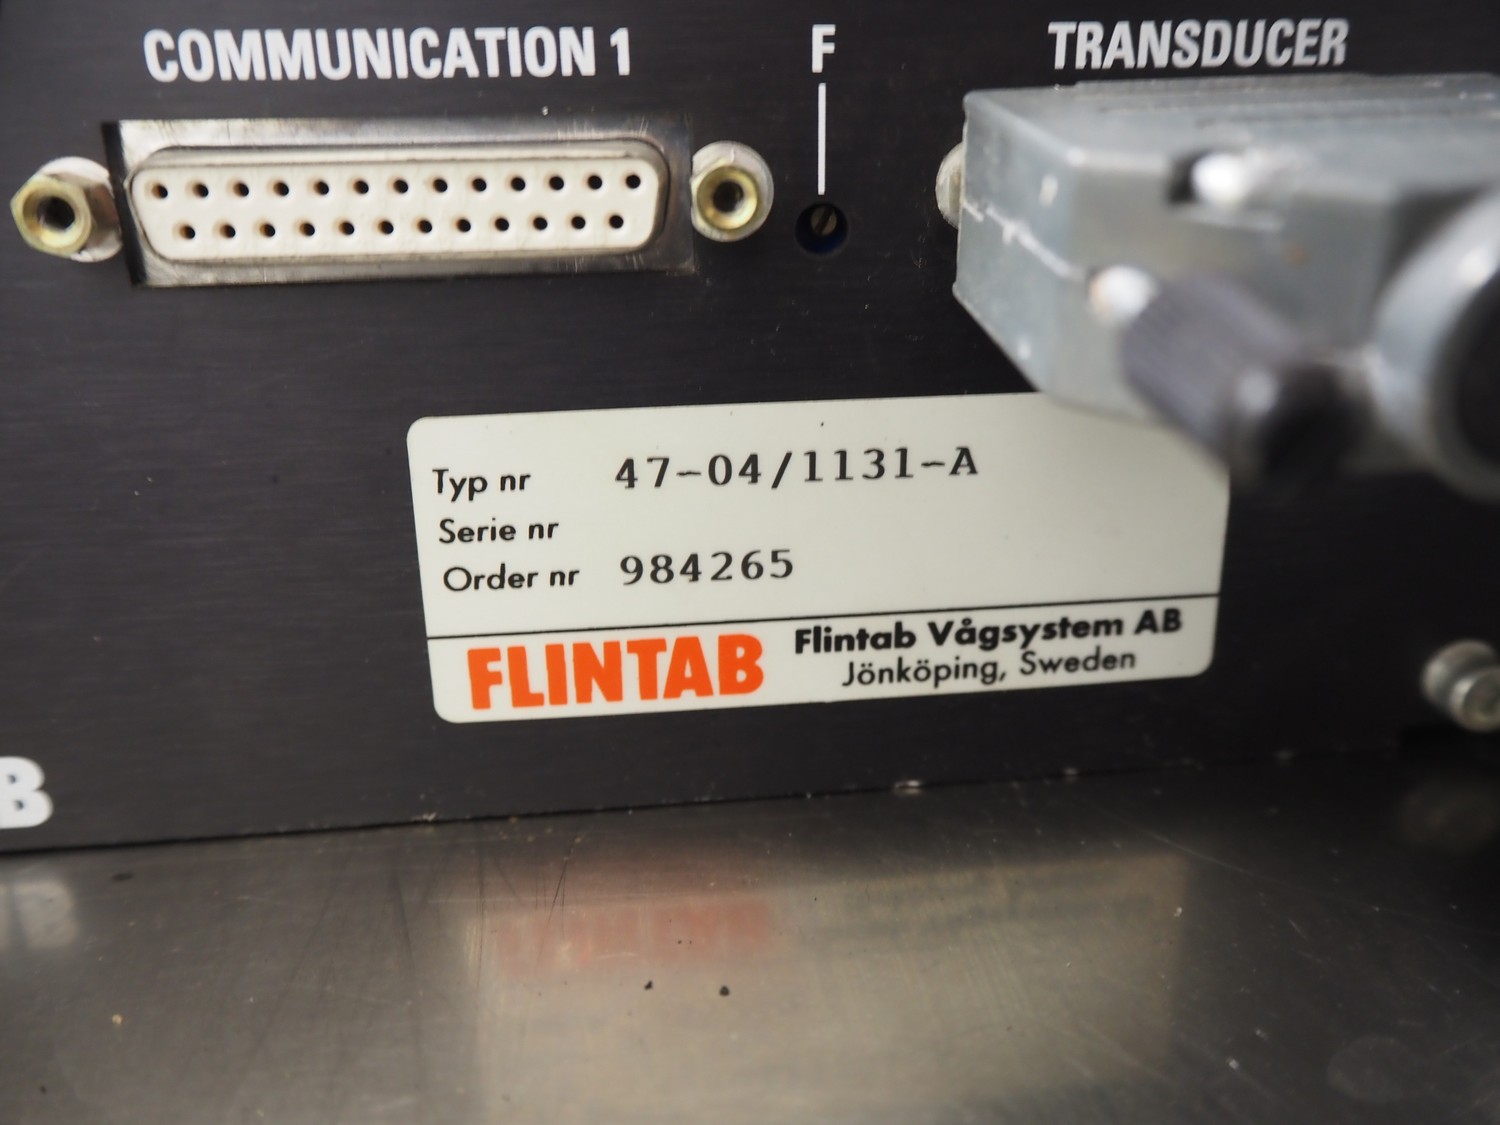 COMMUNICATION 1
F
TRANSDUCER
Typ nr 47-04/1131-A
Serie nr
Order nr 984265
FLINTAB
Flintab Vågsystem AB
Jönköping, Sweden
B